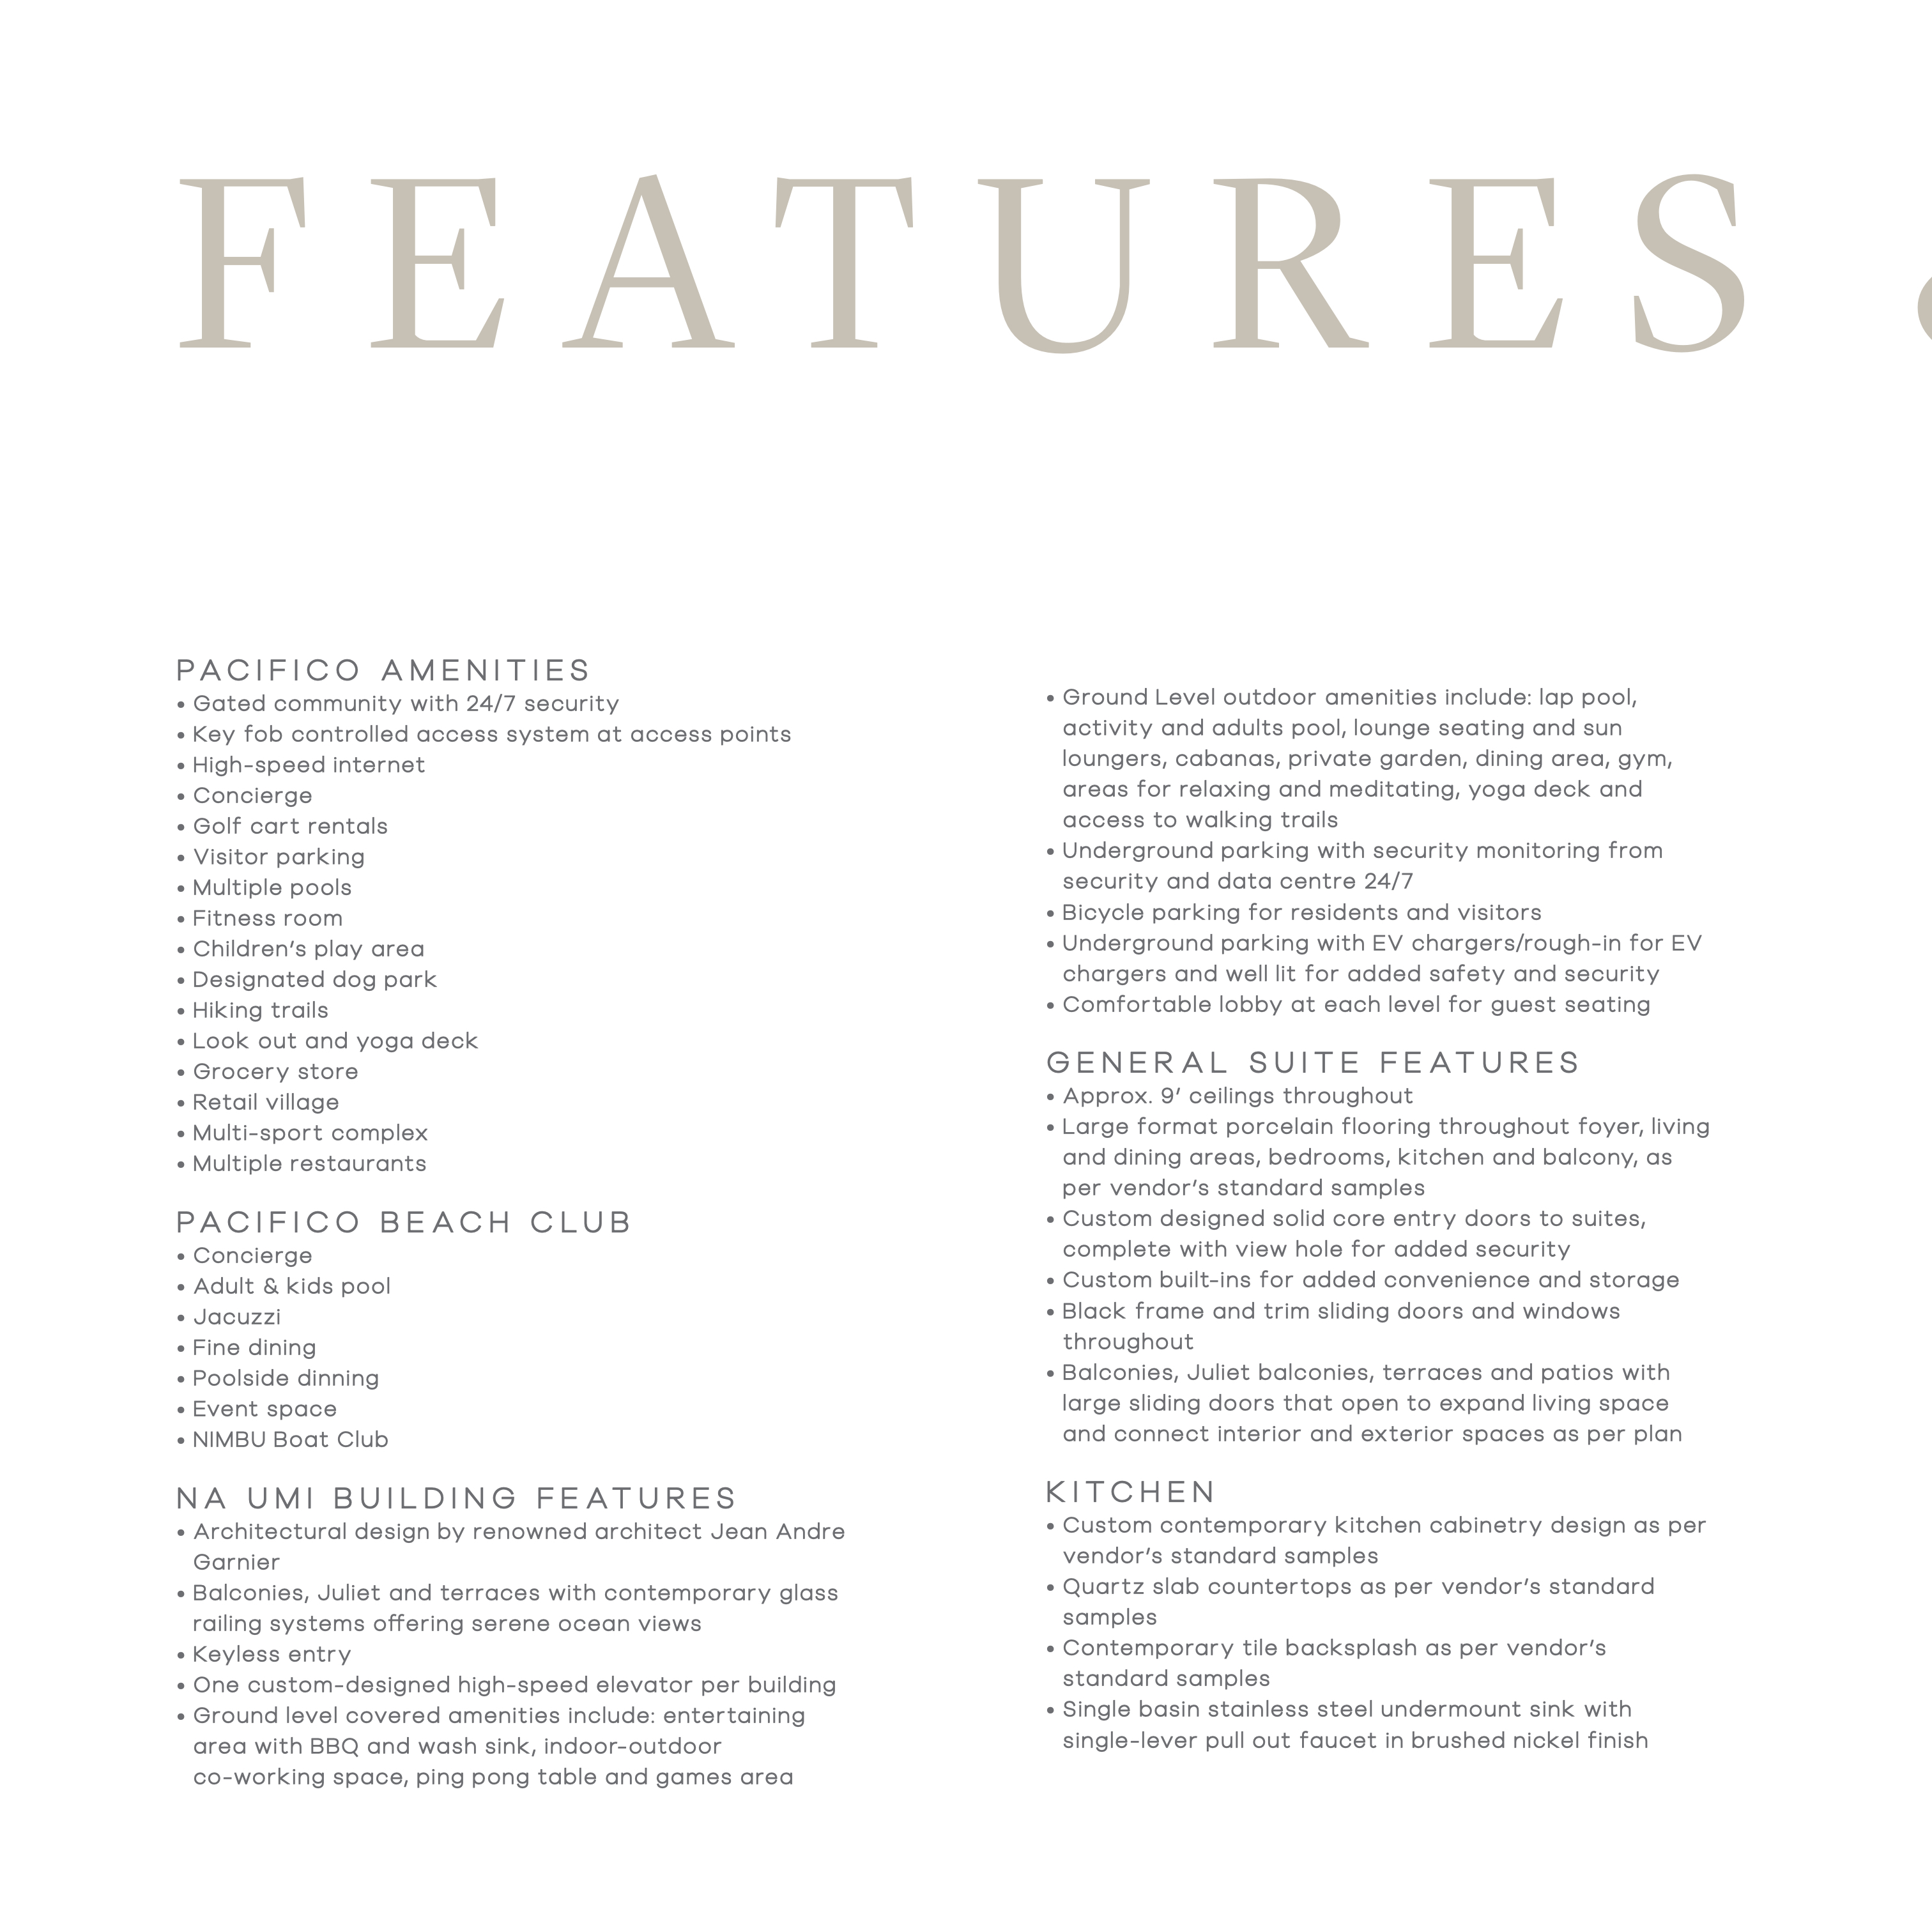 FEATURES
PACIFICO AMENITIES
• Gated community with 24/7 security
• Key fob controlled access system at access points
• High-speed internet
• Concierge
• Golf cart rentals
• Visitor parking
• Multiple pools
• Fitness room
• Children’s play area
• Designated dog park
• Hiking trails
• Look out and yoga deck
• Grocery store
• Retail village
• Multi-sport complex
• Multiple restaurants
PACIFICO BEACH CLUB
• Concierge
• Adult & kids pool
• Jacuzzi
• Fine dining
• Poolside dinning
• Event space
• NIMBU Boat Club
NA UMI BUILDING FEATURES
• Architectural design by renowned architect Jean Andre
Garnier
• Balconies, Juliet and terraces with contemporary glass
railing systems offering serene ocean views
• Keyless entry
• One custom-designed high-speed elevator per building
• Ground level covered amenities include: entertaining
area with BBQ and wash sink, indoor-outdoor
co-working space, ping pong table and games area
• Ground Level outdoor amenities include: lap pool,
activity and adults pool, lounge seating and sun
loungers, cabanas, private garden, dining area, gym,
areas for relaxing and meditating, yoga deck and
access to walking trails
• Underground parking with security monitoring from
security and data centre 24/7
• Bicycle parking for residents and visitors
• Underground parking with EV chargers/rough-in for EV
chargers and well lit for added safety and security
• Comfortable lobby at each level for guest seating
GENERAL SUITE FEATURES
• Approx. 9’ ceilings throughout
• Large format porcelain flooring throughout foyer, living
and dining areas, bedrooms, kitchen and balcony, as
per vendor’s standard samples
• Custom designed solid core entry doors to suites,
complete with view hole for added security
• Custom built-ins for added convenience and storage
• Black frame and trim sliding doors and windows
throughout
• Balconies, Juliet balconies, terraces and patios with
large sliding doors that open to expand living space
and connect interior and exterior spaces as per plan
KITCHEN
• Custom contemporary kitchen cabinetry design as per
vendor’s standard samples
• Quartz slab countertops as per vendor’s standard
samples
• Contemporary tile backsplash as per vendor’s
standard samples
• Single basin stainless steel undermount sink with
single-lever pull out faucet in brushed nickel finish